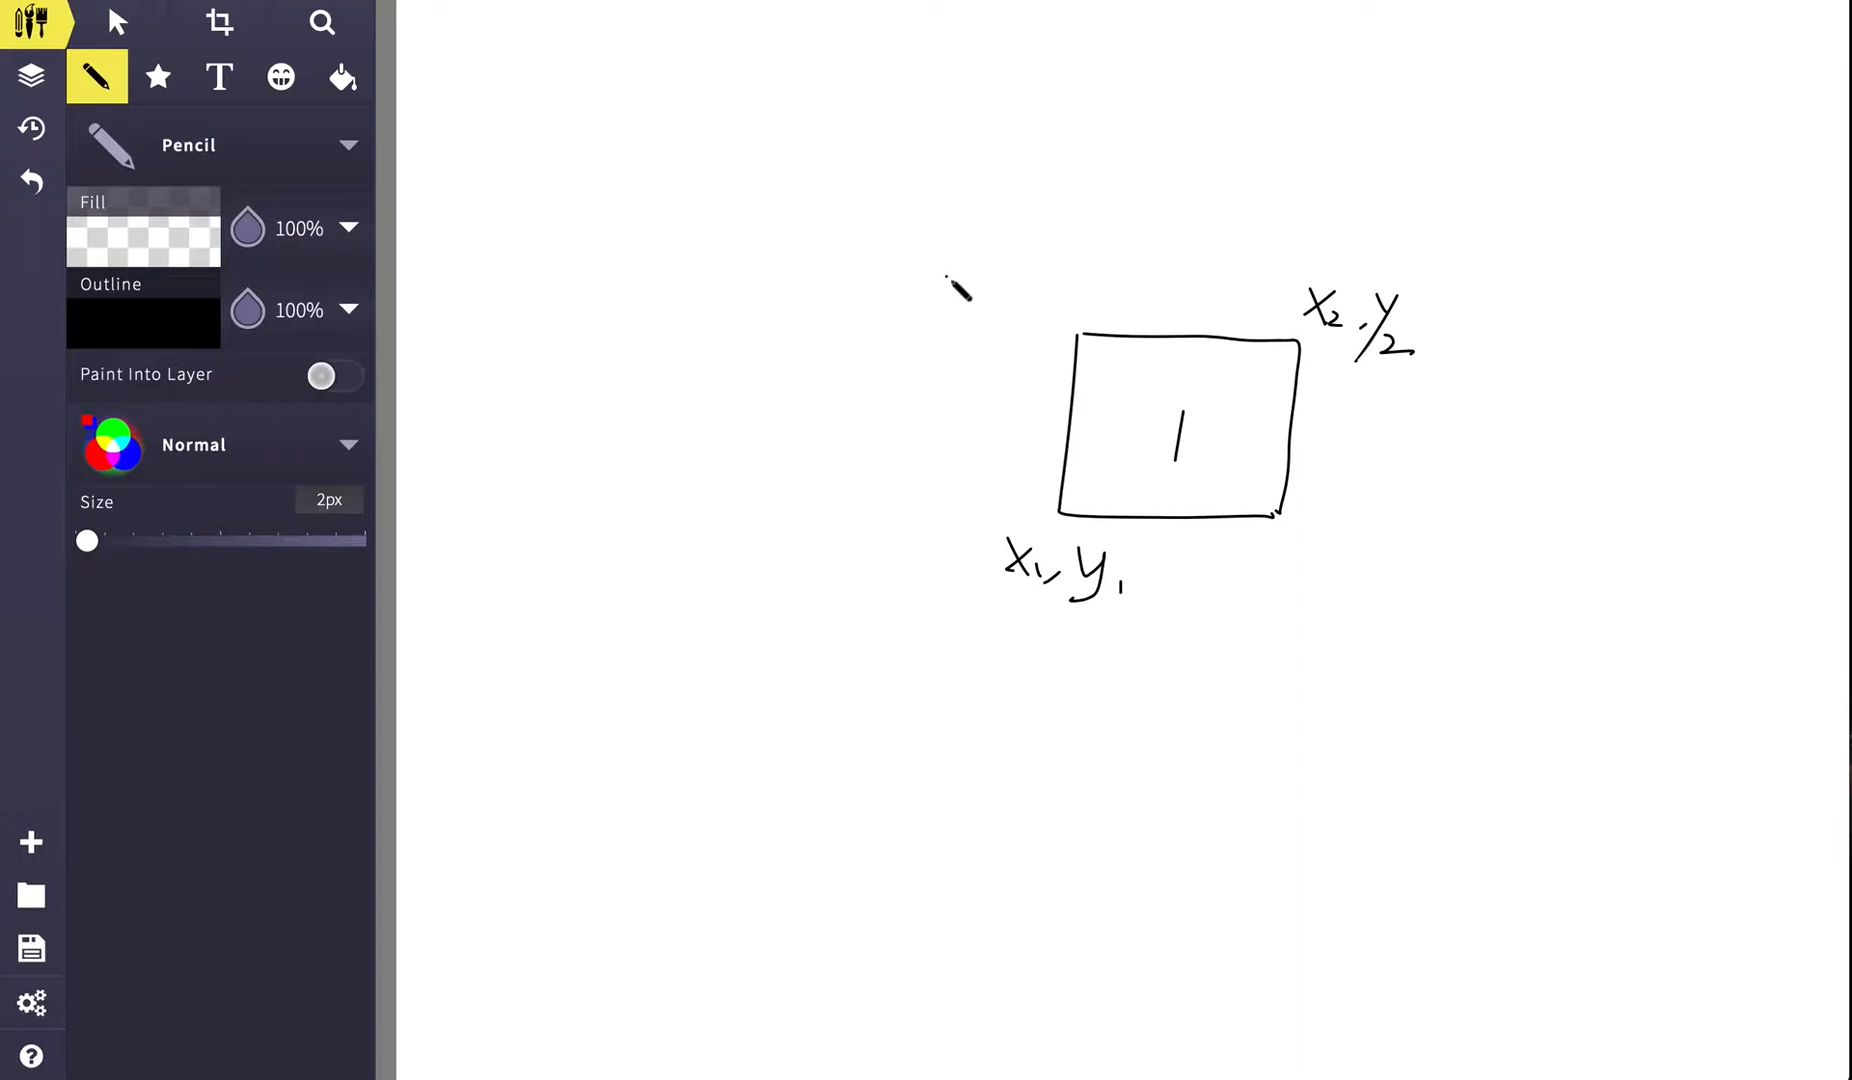 T
Pencil
Fill
100%
Outline
100%
Paint Into Layer
Normal
Size 2px
x₂, y₂
1
x₁, y₁
?